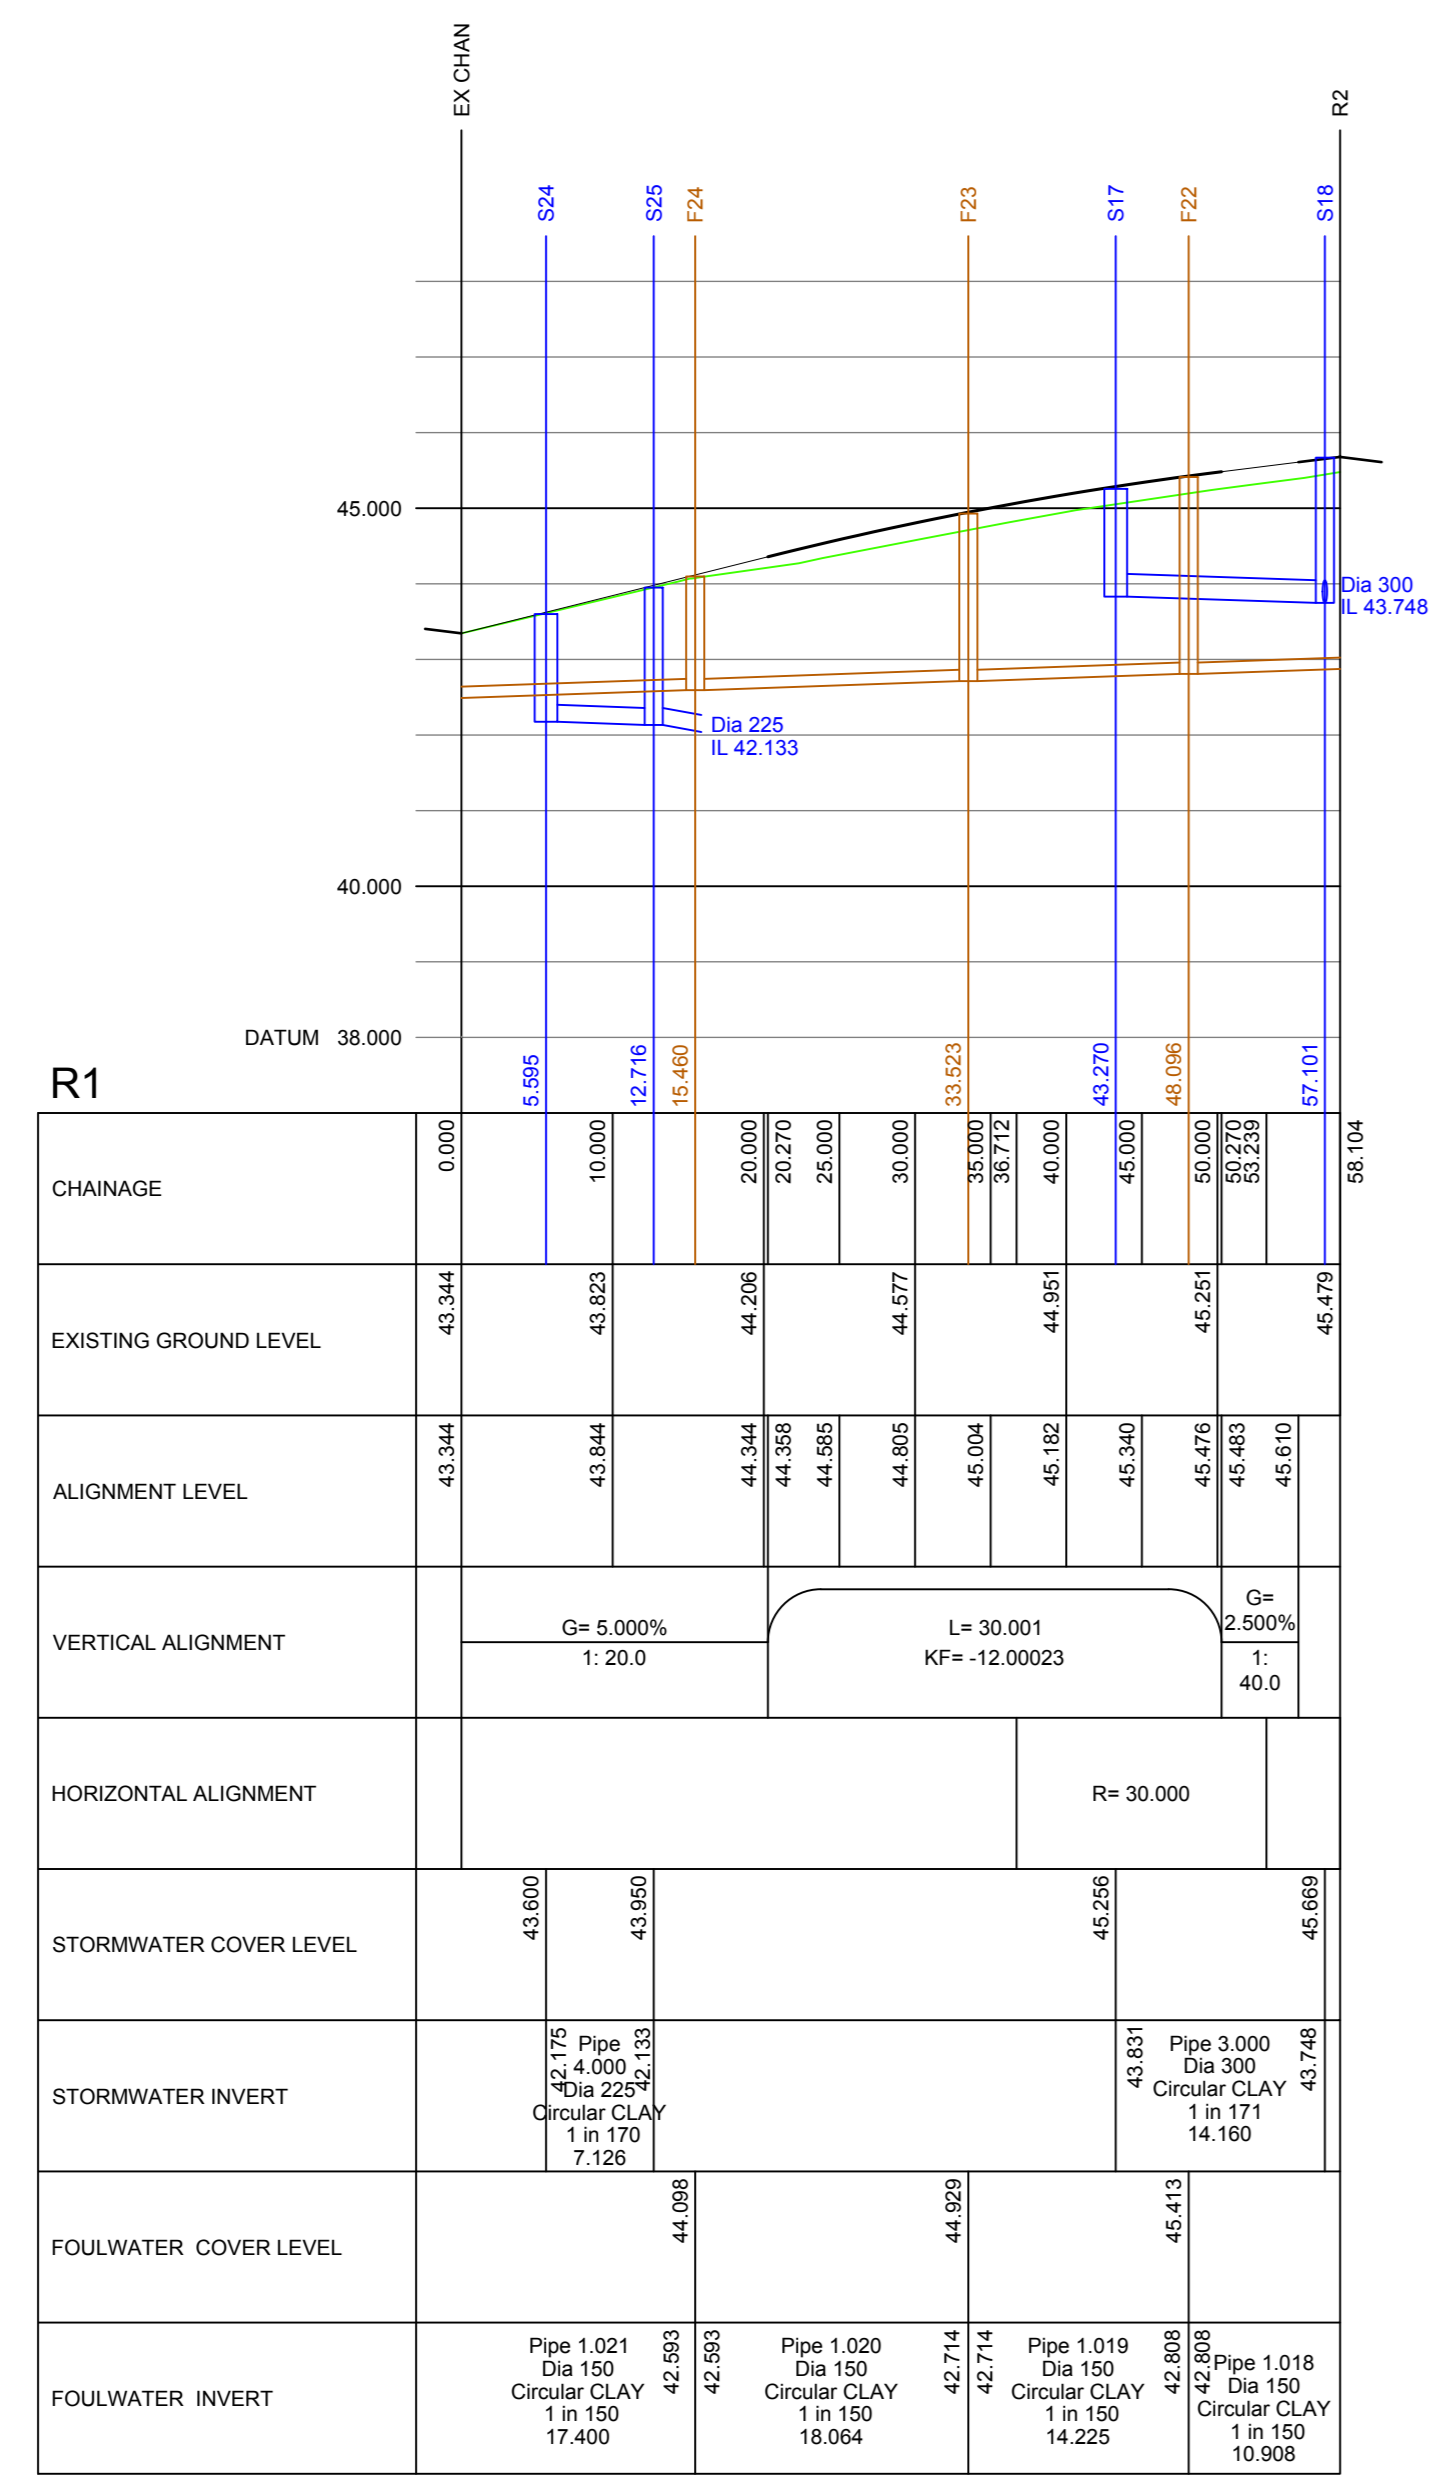 EX CHAN
R2
S24
S25
F24
F23
S17
F22
S18
45.000
Dia 300
IL 43.748
Dia 225
IL 42.133
40.000
DATUM 38.000
R1
5.595
12.716
15.460
33.523
43.270
48.096
57.101
CHAINAGE
0.000
10.000
20.000
20.270
25.000
30.000
35.000
36.712
40.000
45.000
50.000
50.270
53.239
58.104
EXISTING GROUND LEVEL
43.344
43.823
44.206
44.577
44.951
45.251
45.479
ALIGNMENT LEVEL
43.344
43.844
44.344
44.358
44.585
44.805
45.004
45.182
45.340
45.476
45.483
45.610
VERTICAL ALIGNMENT
G= 5.000%
1: 20.0
L= 30.001
KF= -12.00023
G=
2.500%
1:
40.0
HORIZONTAL ALIGNMENT
R= 30.000
STORMWATER COVER LEVEL
43.600
43.950
45.256
45.669
STORMWATER INVERT
42.175
Pipe
4.000
Dia 225
Circular CLAY
1 in 170
7.126
42.133
43.831
Pipe 3.000
Dia 300
Circular CLAY
1 in 171
14.160
43.748
FOULWATER COVER LEVEL
44.098
44.929
45.413
FOULWATER INVERT
Pipe 1.021
Dia 150
Circular CLAY
1 in 150
17.400
42.593
42.593
Pipe 1.020
Dia 150
Circular CLAY
1 in 150
18.064
42.714
42.714
Pipe 1.019
Dia 150
Circular CLAY
1 in 150
14.225
42.808
42.808
Pipe 1.018
Dia 150
Circular CLAY
1 in 150
10.908